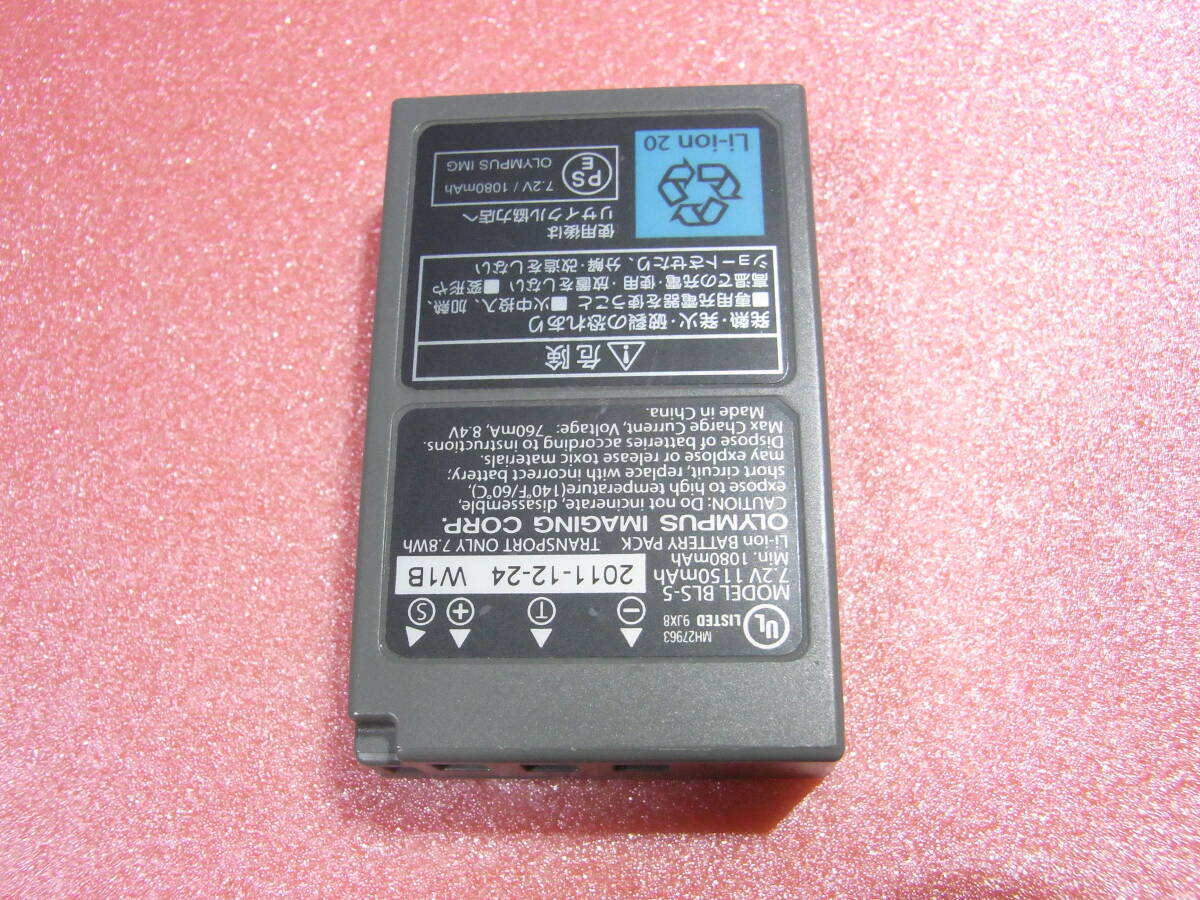 UL LISTED 9JX8
MH27963
− T + S
MODEL BLS-5
7.2V 1150mAh
Min. 1080mAh
2011-12-24 W1B
Li-ion BATTERY PACK TRANSPORT ONLY 7.8Wh
OLYMPUS IMAGING CORP.
CAUTION: Do not incinerate, disassemble,
expose to high temperature(140°F/60°C),
short circuit, replace with incorrect battery;
may explose or release toxic materials.
Dispose of batteries according to instructions.
Max Charge Current, Voltage: 760mA, 8.4V
Made in China.
危険
発熱・発火・破裂の恐れあり
■専用充電器を使うこと ■火中投入、加熱、
高温での充電・使用・放置をしない ■変形や
ショートさせたり、分解・改造をしない
使用後は
リサイクル協力店へ
PS E
7.2V / 1080mAh
OLYMPUS IMG
Li-ion 20